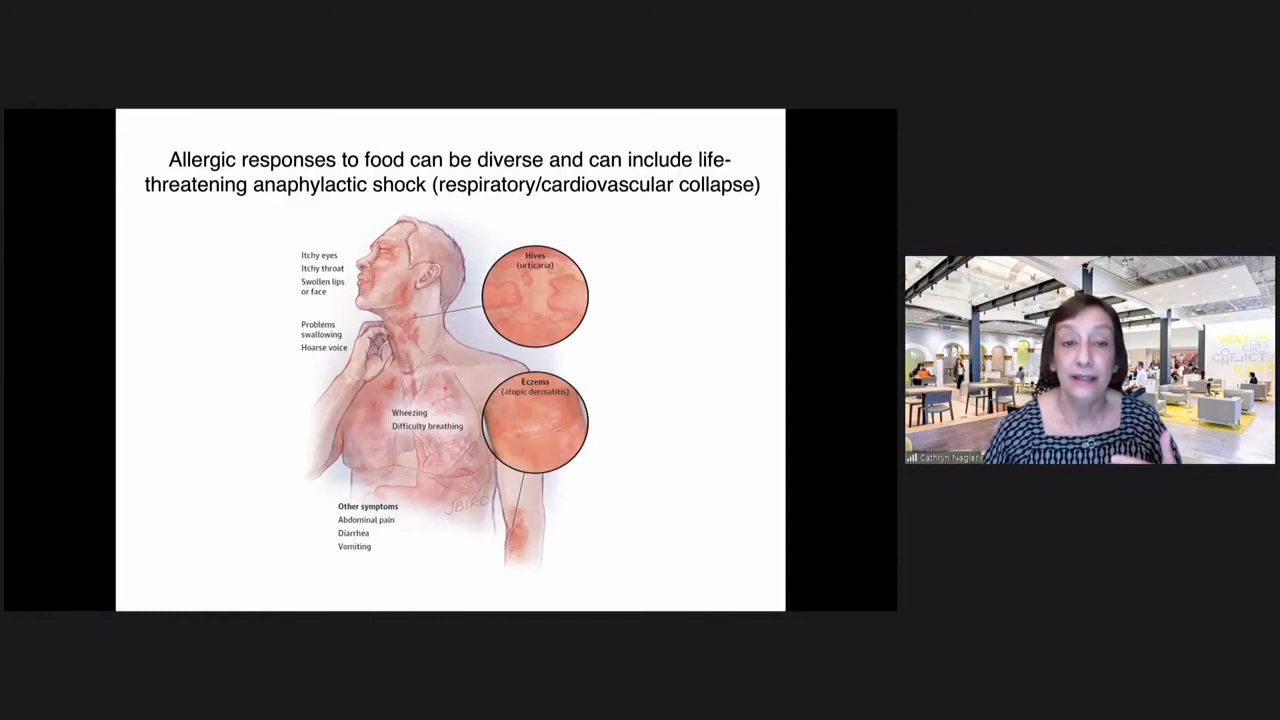 Allergic responses to food can be diverse and can include life-
threatening anaphylactic shock (respiratory/cardiovascular collapse)
Itchy eyes
Itchy throat
Swollen lips
or face
Problems
swallowing
Hoarse voice
Hives
(urticaria)
Eczema
(atopic dermatitis)
Wheezing
Difficulty breathing
JBIRD
Other symptoms
Abdominal pain
Diarrhea
Vomiting
CONFLICT
Cathryn Nagler